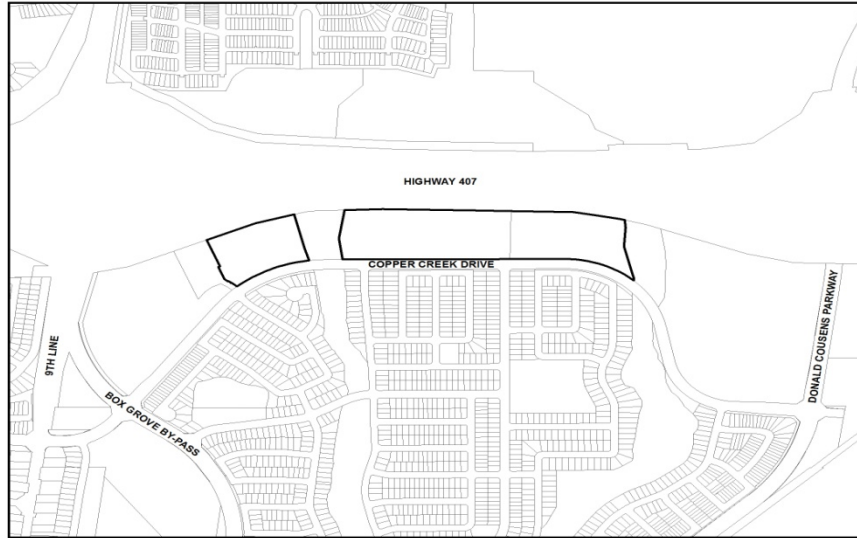 HIGHWAY 407
COPPER CREEK DRIVE
9TH LINE
BOX GROVE BY-PASS
DONALD COUSENS PARKWAY